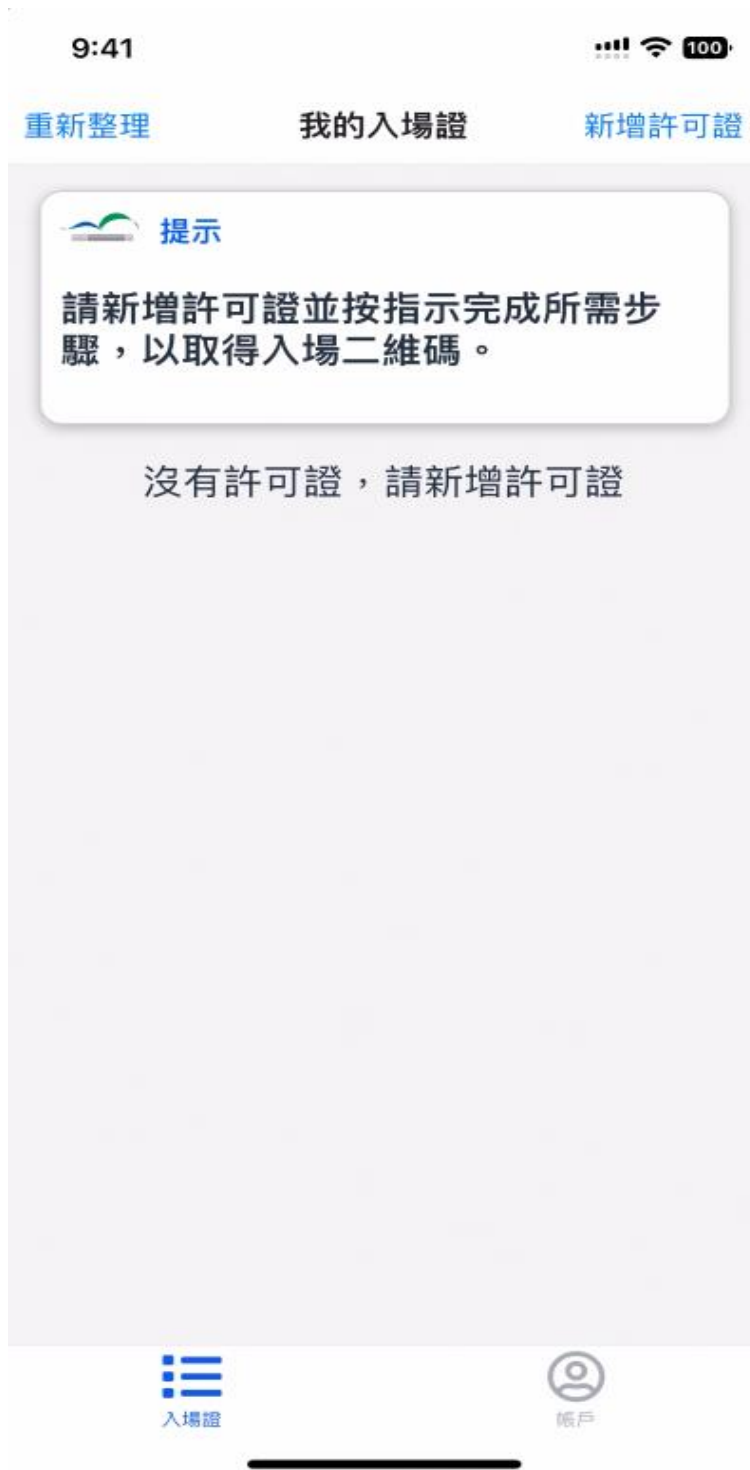 9:41
100
重新整理
我的入場證
新增許可證
提示
請新增許可證並按指示完成所需步
驟，以取得入場二維碼。
沒有許可證，請新增許可證
入場證
帳戶